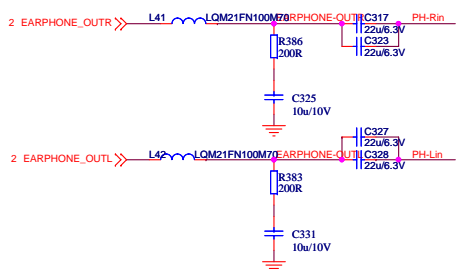 2 EARPHONE_OUTR L41 LQM21FN100M70 EARPHONE-OUTR C317 PH-Rin
22u/6.3V
R386 C323
200R 22u/6.3V
C325
10u/10V
C327
22u/6.3V
2 EARPHONE_OUTL L42 LQM21FN100M70 EARPHONE-OUTL C328 PH-Lin
22u/6.3V
R383
200R
C331
10u/10V